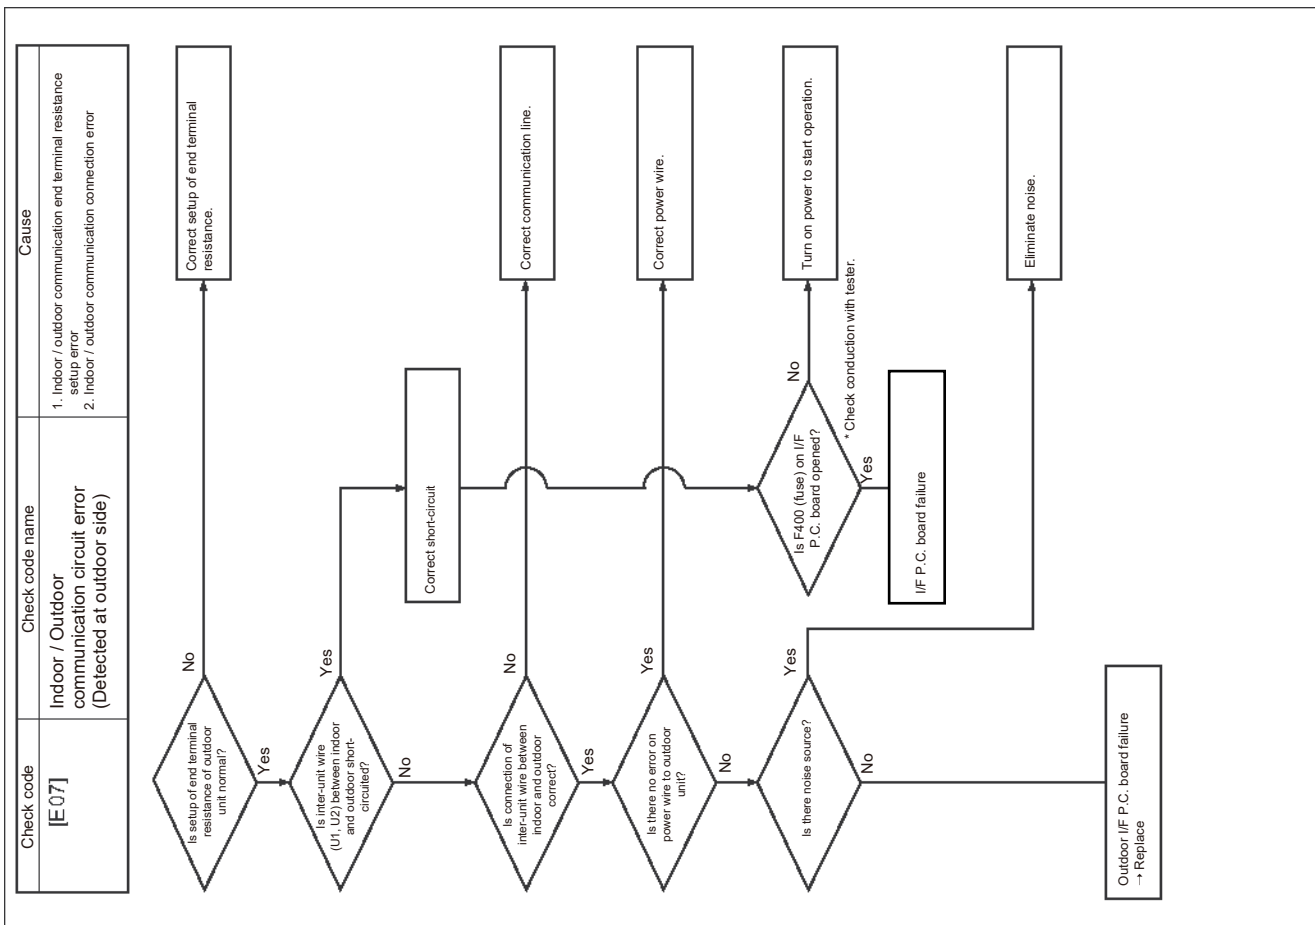 Check code
Check code name
Cause
[E07]
Indoor / Outdoor
communication circuit error
(Detected at outdoor side)
1. Indoor / outdoor communication end terminal resistance
setup error
2. Indoor / outdoor communication connection error
Is setup of end terminal
resistance of outdoor
unit normal?
No
Correct setup of end terminal
resistance.
Yes
Is inter-unit wire
(U1, U2) between indoor
and outdoor short-
circuited?
Yes
Correct short-circuit
No
Is connection of
inter-unit wire between
indoor and outdoor
correct?
No
Correct communication line.
Yes
Is there no error on
power wire to outdoor
unit?
Yes
Correct power wire.
No
Is F400 (fuse) on I/F
P.C. board opened?
No
Turn on power to start operation.
* Check conduction with tester.
Yes
I/F P.C. board failure
Is there noise source?
Yes
Eliminate noise.
No
Outdoor I/F P.C. board failure
→ Replace